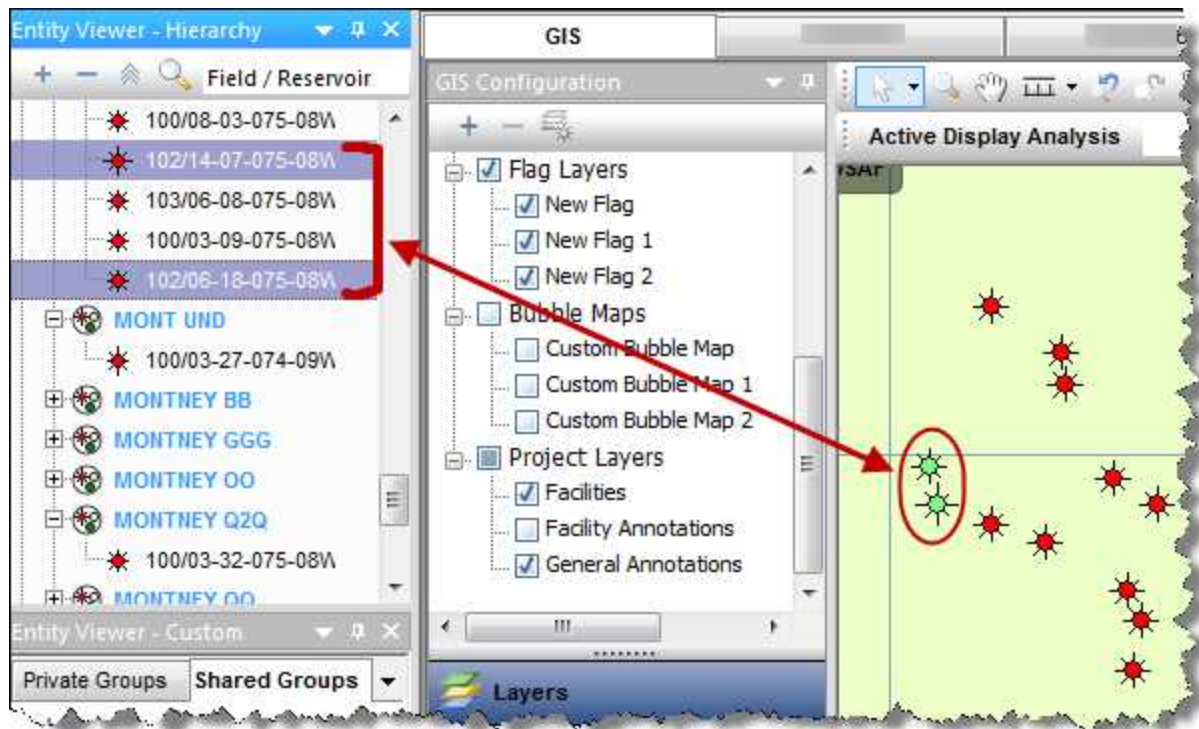 Entity Viewer - Hierarchy
Field / Reservoir
100/08-03-075-08W
102/14-07-075-08W
103/06-08-075-08W
100/03-09-075-08W
102/06-18-075-08W
MONT UND
100/03-27-074-09W
MONTNEY BB
MONTNEY GGG
MONTNEY OO
MONTNEY Q2Q
100/03-32-075-08W
MONTNEY QQ
Entity Viewer - Custom
Private Groups
Shared Groups
GIS
GIS Configuration
Flag Layers
New Flag
New Flag 1
New Flag 2
Bubble Maps
Custom Bubble Map
Custom Bubble Map 1
Custom Bubble Map 2
Project Layers
Facilities
Facility Annotations
General Annotations
Layers
Active Display Analysis